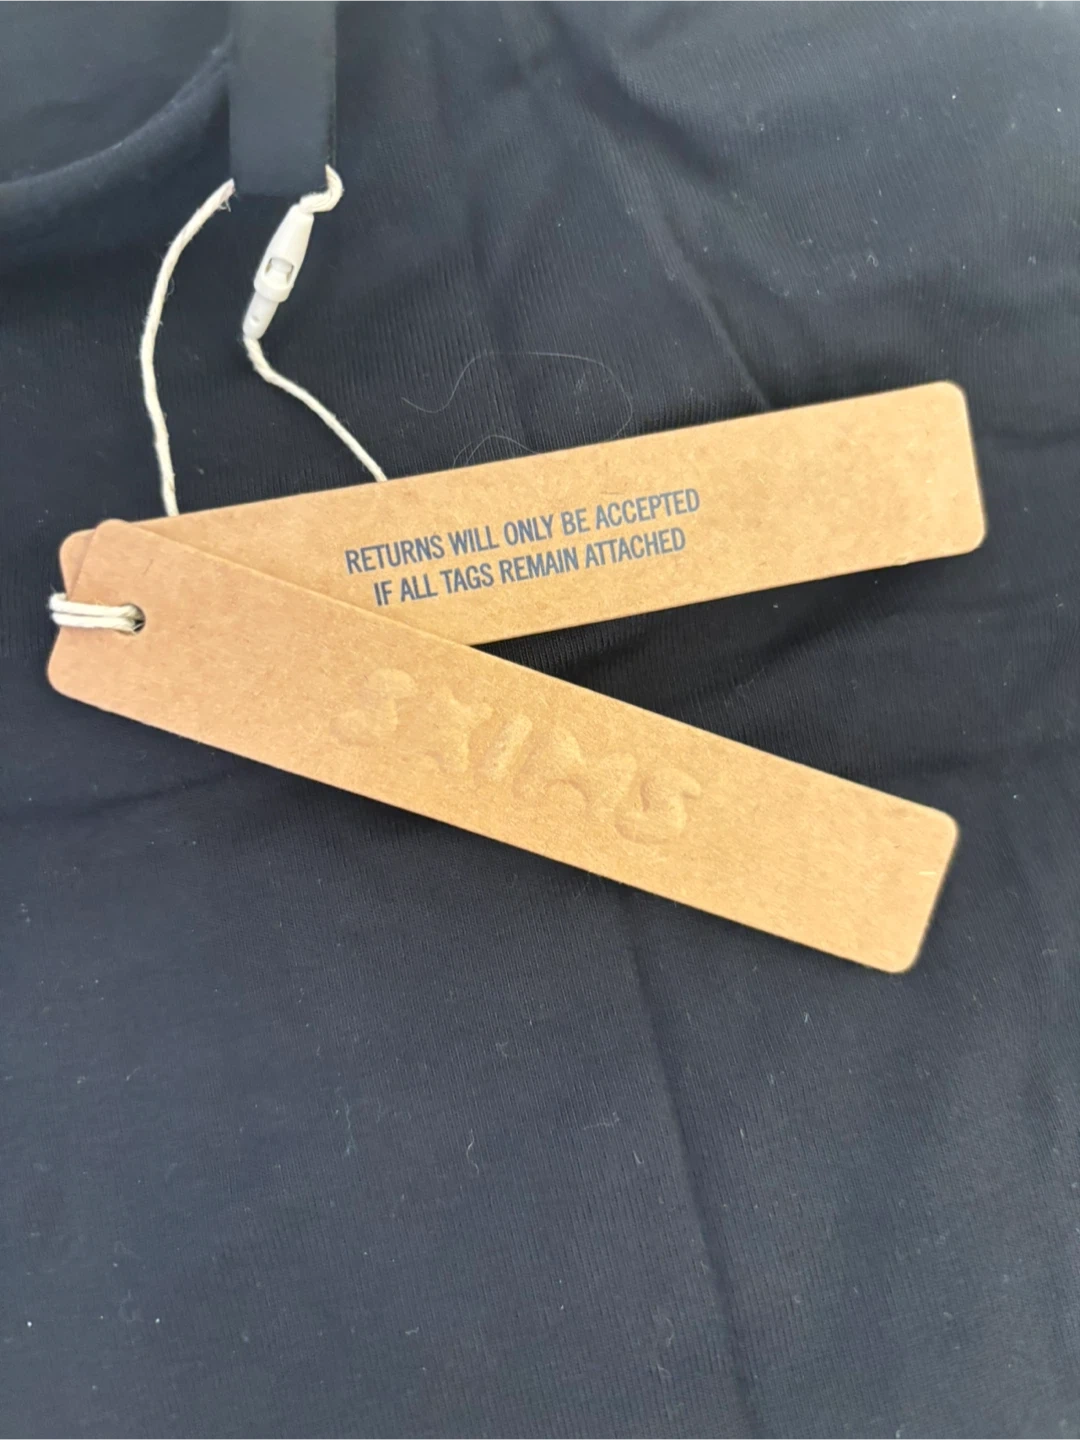 RETURNS WILL ONLY BE ACCEPTED
IF ALL TAGS REMAIN ATTACHED
SKIMS